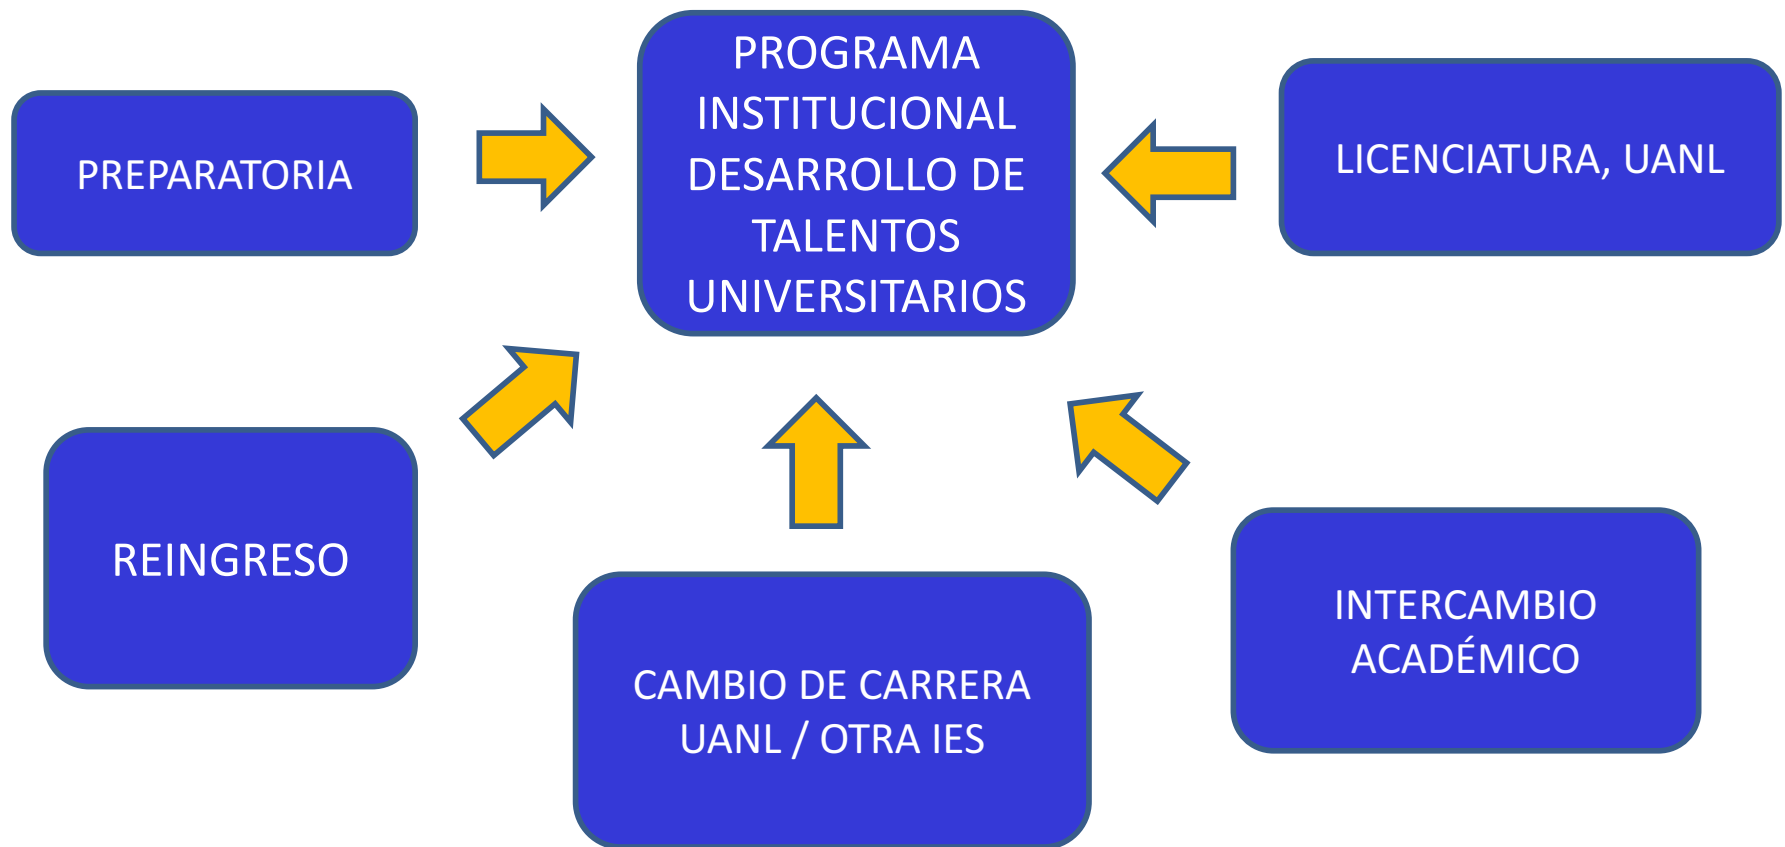 PROGRAMA
INSTITUCIONAL
DESARROLLO DE
TALENTOS
UNIVERSITARIOS
PREPARATORIA
LICENCIATURA, UANL
REINGRESO
CAMBIO DE CARRERA
UANL / OTRA IES
INTERCAMBIO
ACADÉMICO